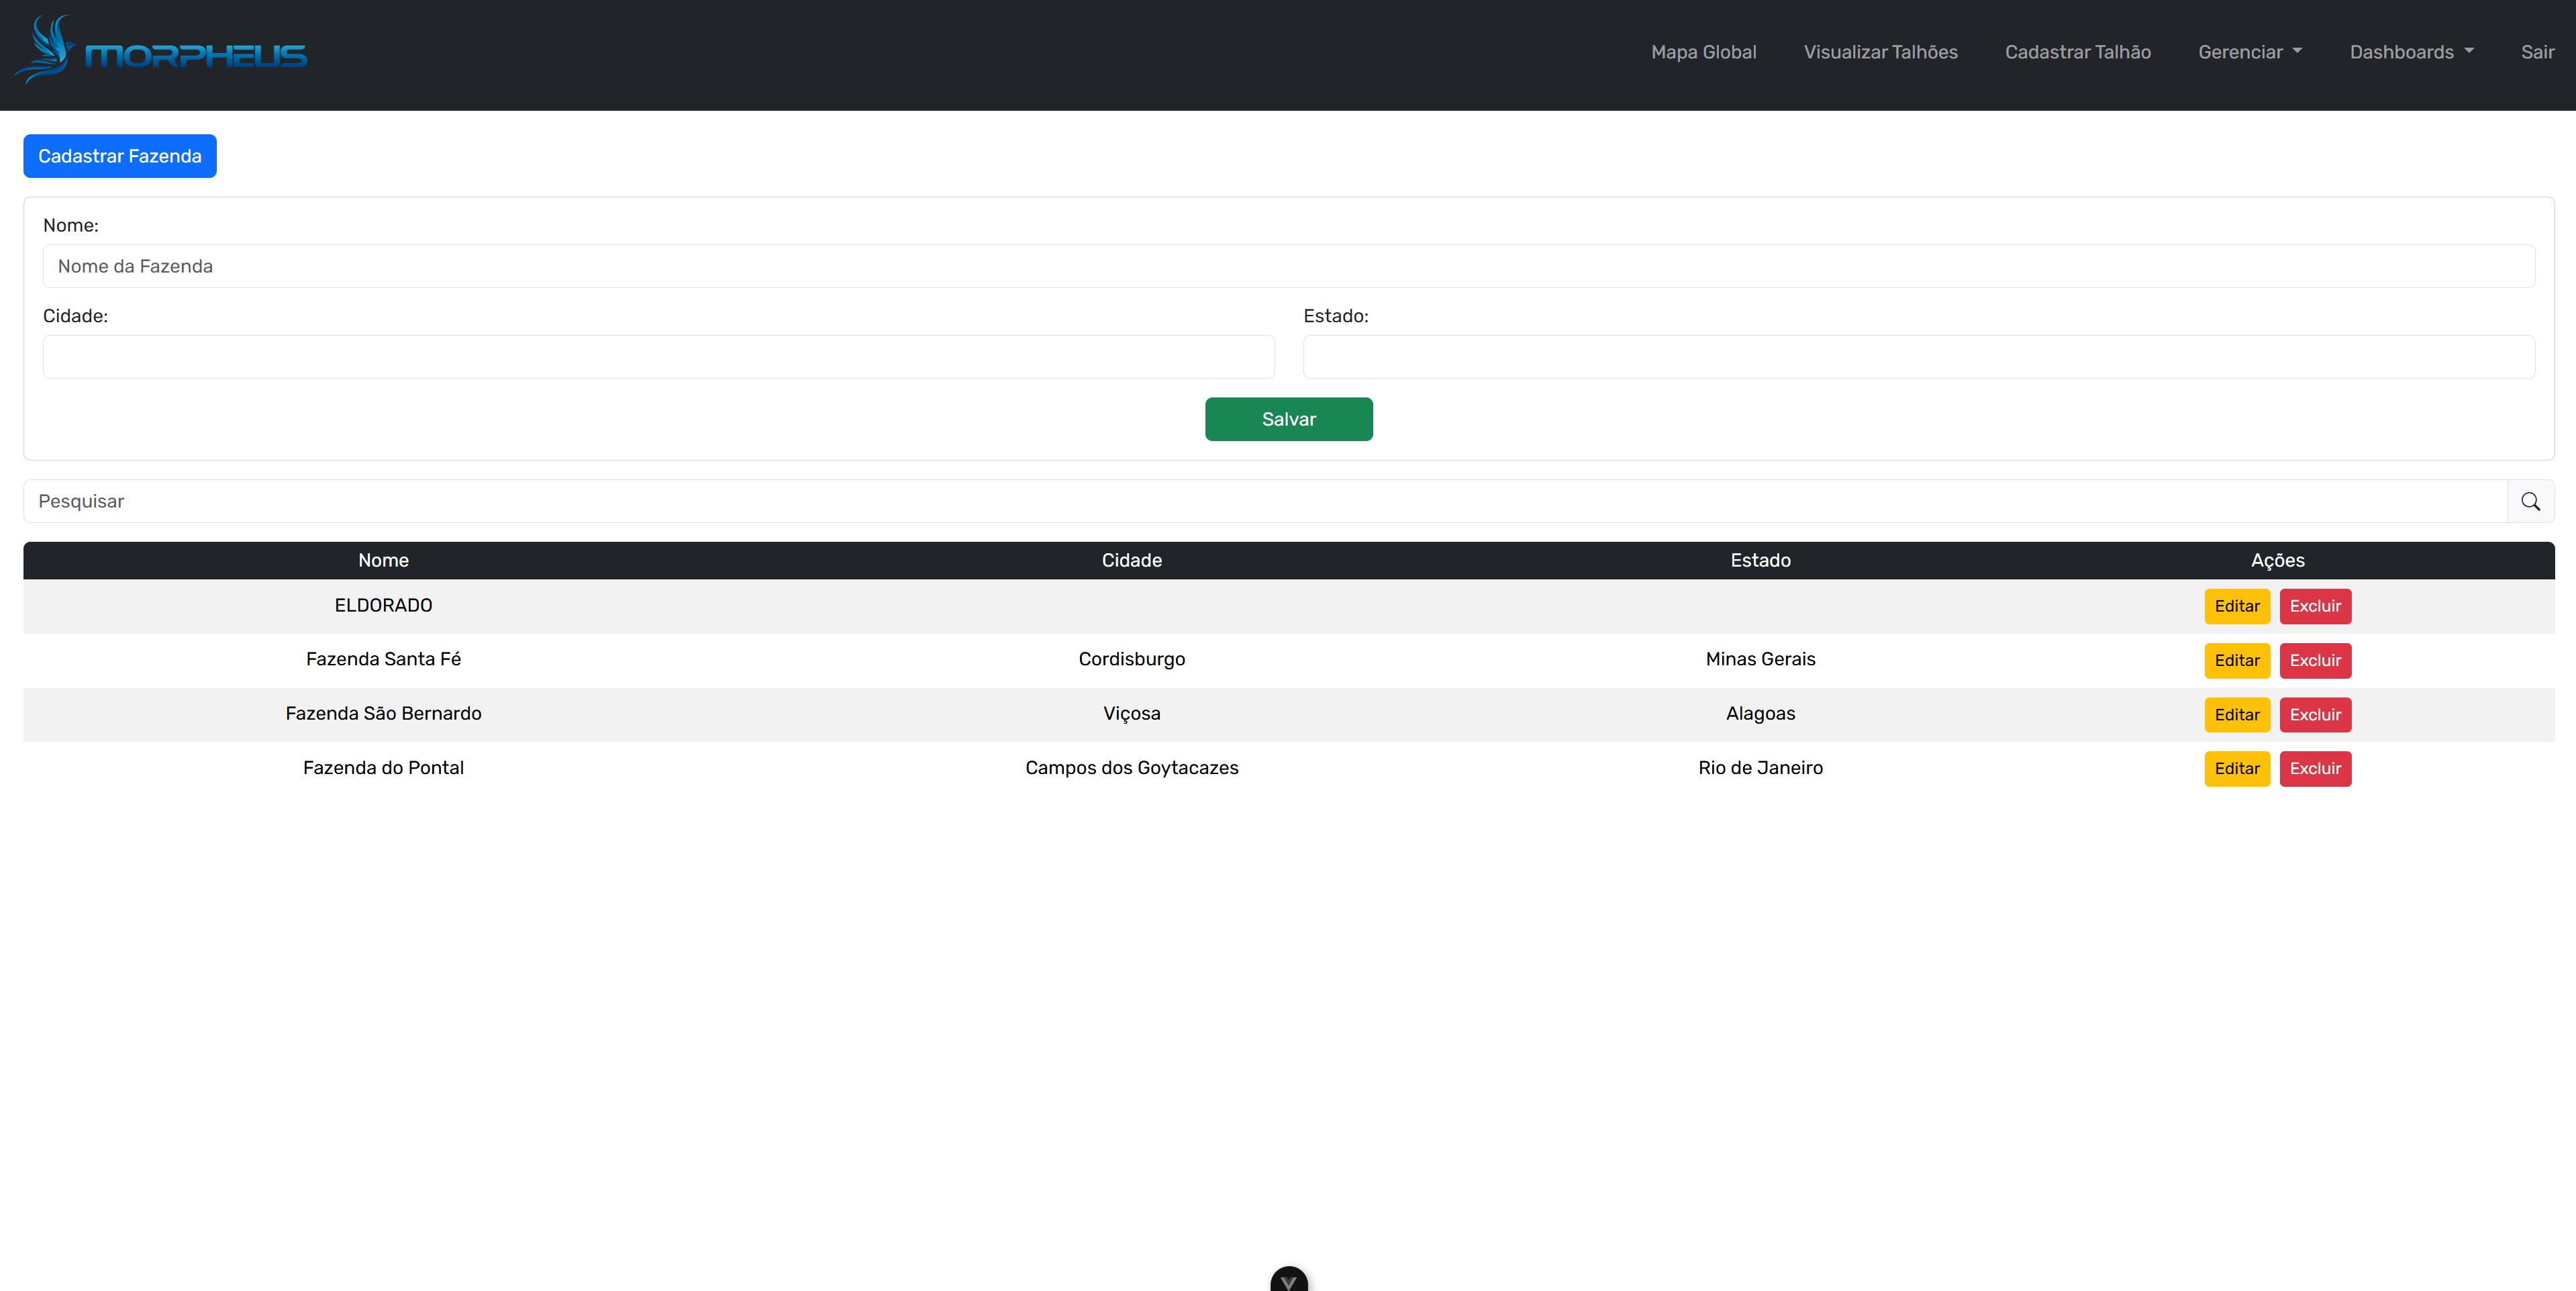 MORPHEUS
Mapa Global Visualizar Talhões Cadastrar Talhão Gerenciar Dashboards Sair
Cadastrar Fazenda
Nome:
Nome da Fazenda
Cidade: Estado:
Salvar
Pesquisar
Nome Cidade Estado Ações
ELDORADO Editar Excluir
Fazenda Santa Fé Cordisburgo Minas Gerais Editar Excluir
Fazenda São Bernardo Viçosa Alagoas Editar Excluir
Fazenda do Pontal Campos dos Goytacazes Rio de Janeiro Editar Excluir